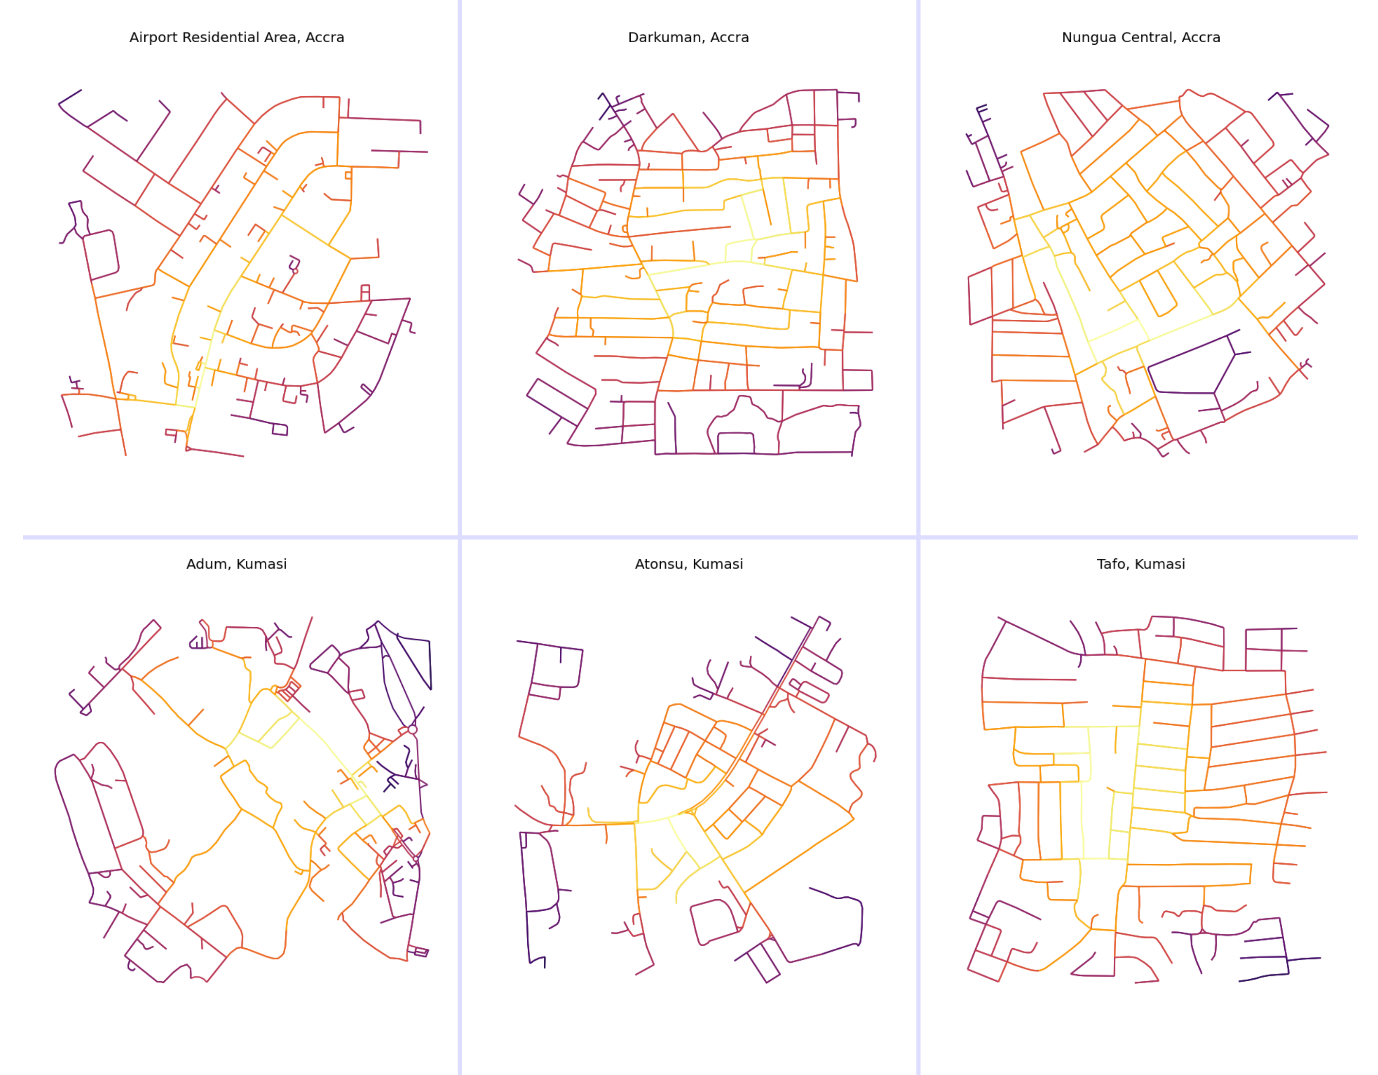 Airport Residential Area, Accra
Darkuman, Accra
Nungua Central, Accra
Adum, Kumasi
Atonsu, Kumasi
Tafo, Kumasi